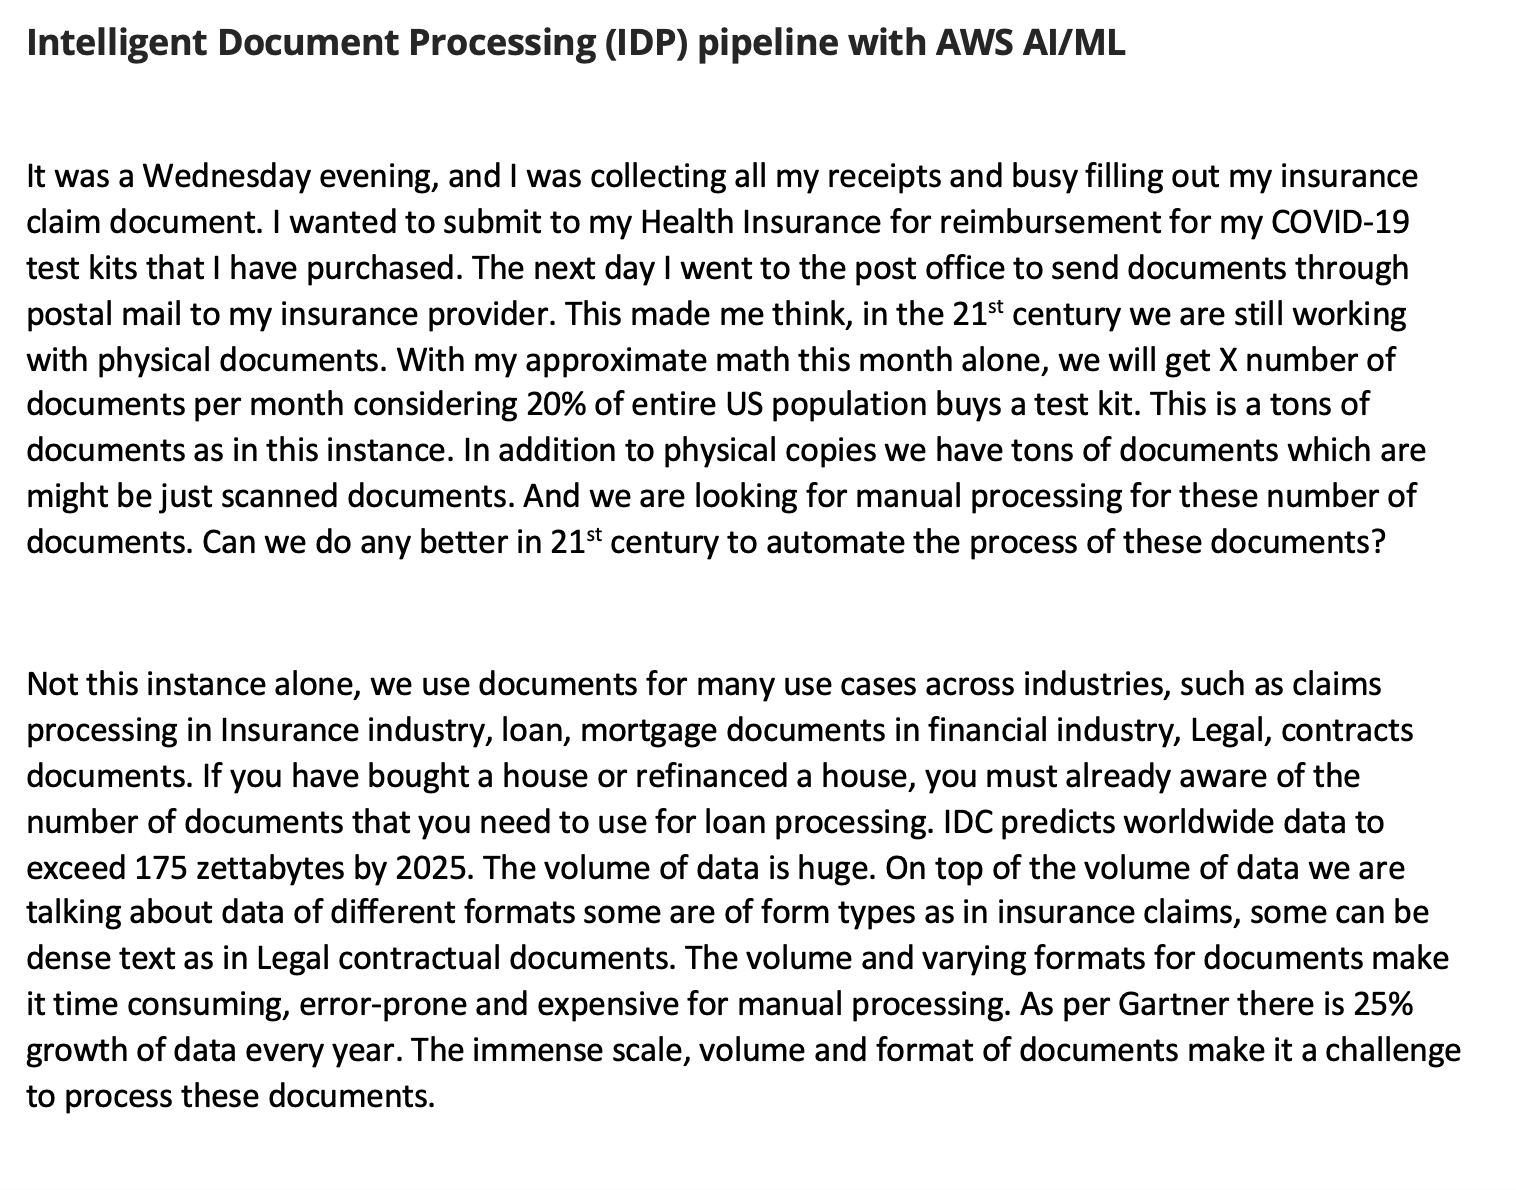 Intelligent Document Processing (IDP) pipeline with AWS AI/ML
It was a Wednesday evening, and I was collecting all my receipts and busy filling out my insurance
claim document. I wanted to submit to my Health Insurance for reimbursement for my COVID-19
test kits that I have purchased. The next day I went to the post office to send documents through
postal mail to my insurance provider. This made me think, in the 21st century we are still working
with physical documents. With my approximate math this month alone, we will get X number of
documents per month considering 20% of entire US population buys a test kit. This is a tons of
documents as in this instance. In addition to physical copies we have tons of documents which are
might be just scanned documents. And we are looking for manual processing for these number of
documents. Can we do any better in 21st century to automate the process of these documents?
Not this instance alone, we use documents for many use cases across industries, such as claims
processing in Insurance industry, loan, mortgage documents in financial industry, Legal, contracts
documents. If you have bought a house or refinanced a house, you must already aware of the
number of documents that you need to use for loan processing. IDC predicts worldwide data to
exceed 175 zettabytes by 2025. The volume of data is huge. On top of the volume of data we are
talking about data of different formats some are of form types as in insurance claims, some can be
dense text as in Legal contractual documents. The volume and varying formats for documents make
it time consuming, error-prone and expensive for manual processing. As per Gartner there is 25%
growth of data every year. The immense scale, volume and format of documents make it a challenge
to process these documents.